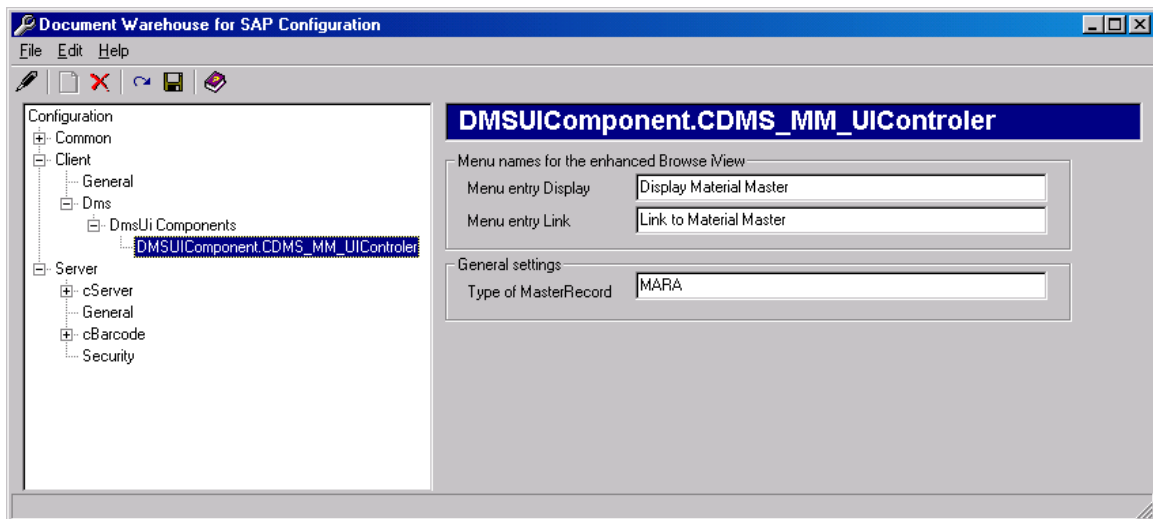 Document Warehouse for SAP Configuration
File Edit Help
Configuration
Common
Client
General
Dms
DmsUi Components
DMSUIComponent.CDMS_MM_UIControler
Server
cServer
General
cBarcode
Security
DMSUIComponent.CDMS_MM_UIControler
Menu names for the enhanced Browse iView
Menu entry Display Display Material Master
Menu entry Link Link to Material Master
General settings
Type of MasterRecord MARA